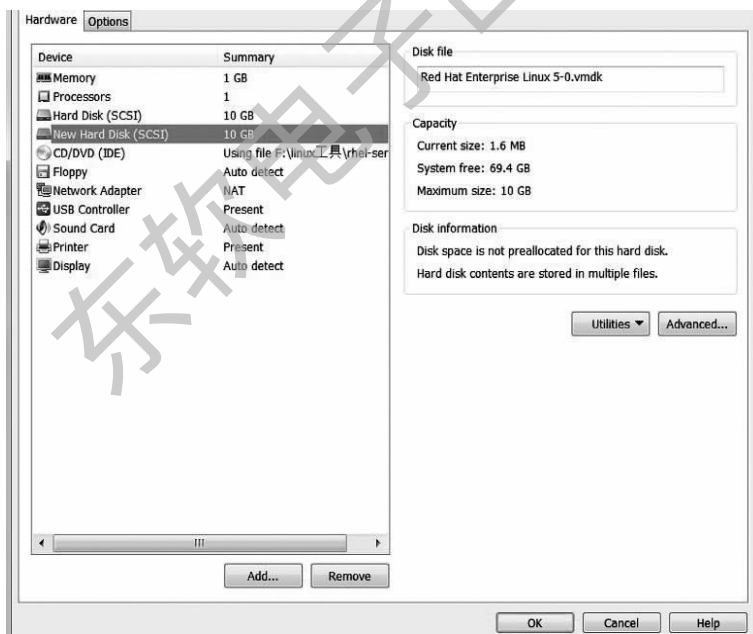 Hardware Options
Device Summary
Memory 1 GB
Processors 1
Hard Disk (SCSI) 10 GB
New Hard Disk (SCSI) 10 GB
CD/DVD (IDE) Using file F:\linux工具\rhel-ser
Floppy Auto detect
Network Adapter NAT
USB Controller Present
Sound Card Auto detect
Printer Present
Display Auto detect
Add... Remove
Disk file
Red Hat Enterprise Linux 5-0.vmdk
Capacity
Current size: 1.6 MB
System free: 69.4 GB
Maximum size: 10 GB
Disk information
Disk space is not preallocated for this hard disk.
Hard disk contents are stored in multiple files.
Utilities Advanced...
OK Cancel Help
东软电子